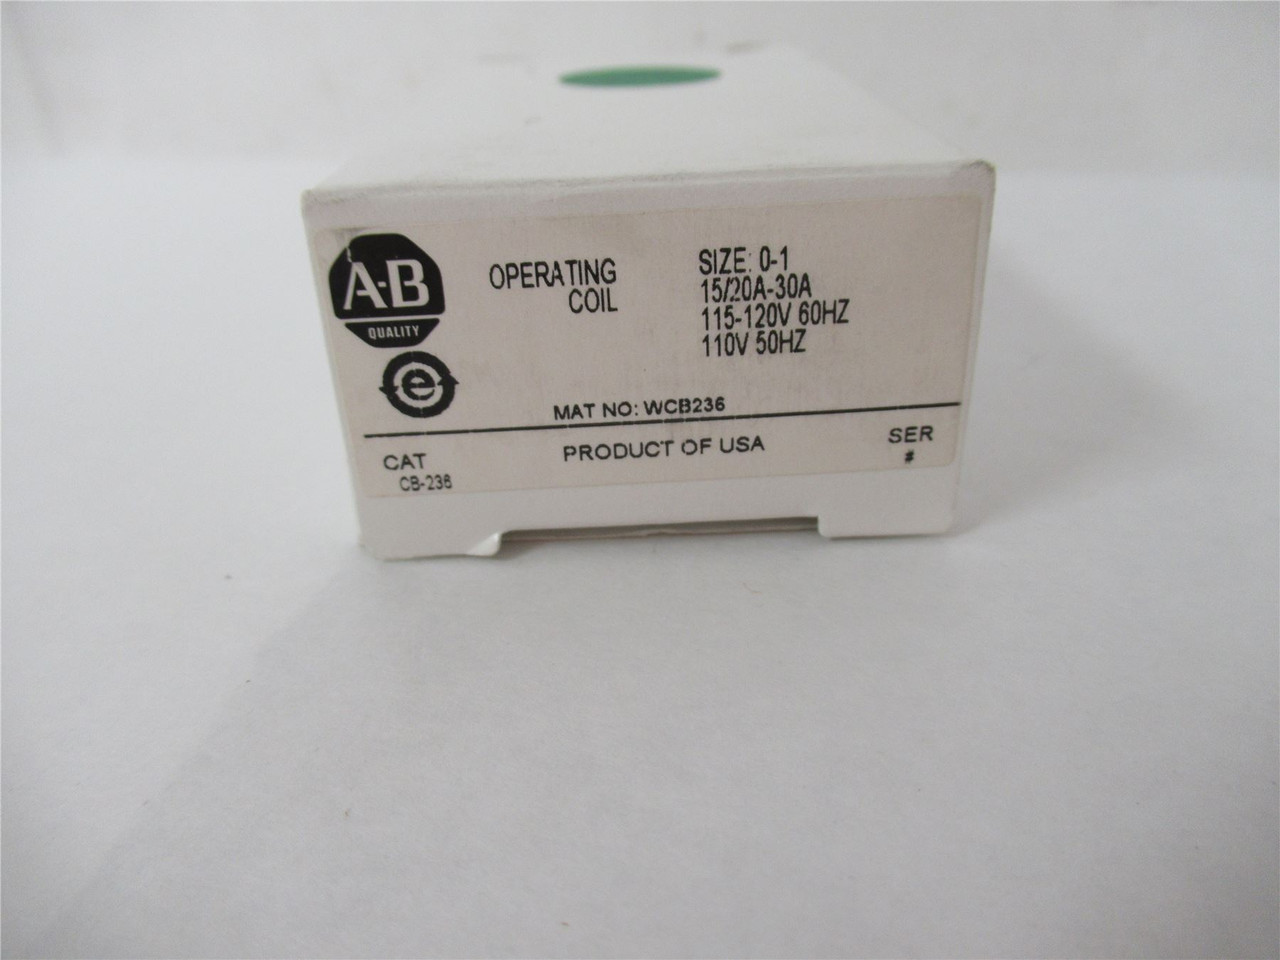 A-B
QUALITY
e
OPERATING
COIL
SIZE: 0-1
15/20A-30A
115-120V 60HZ
110V 50HZ
MAT NO: WCB236
CAT
CB-236
PRODUCT OF USA
SER
#